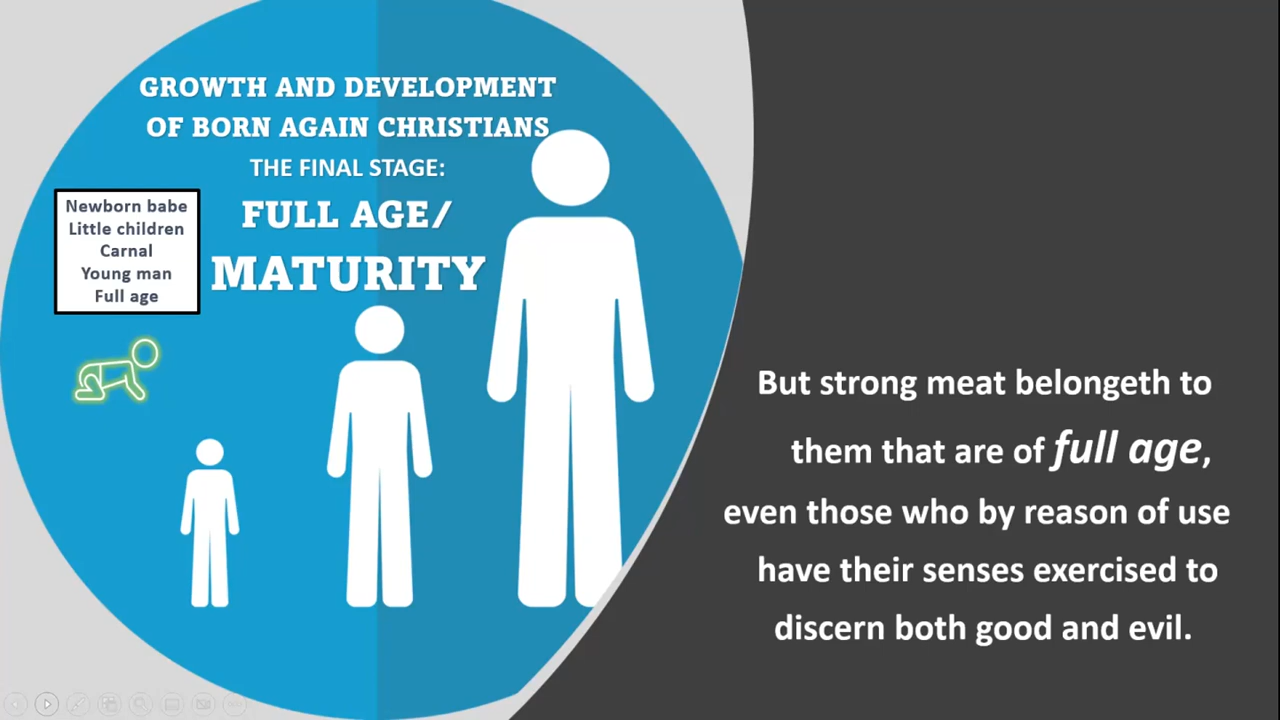 GROWTH AND DEVELOPMENT
OF BORN AGAIN CHRISTIANS
THE FINAL STAGE:
FULL AGE/
MATURITY
Newborn babe
Little children
Carnal
Young man
Full age
But strong meat belongeth to
them that are of full age,
even those who by reason of use
have their senses exercised to
discern both good and evil.